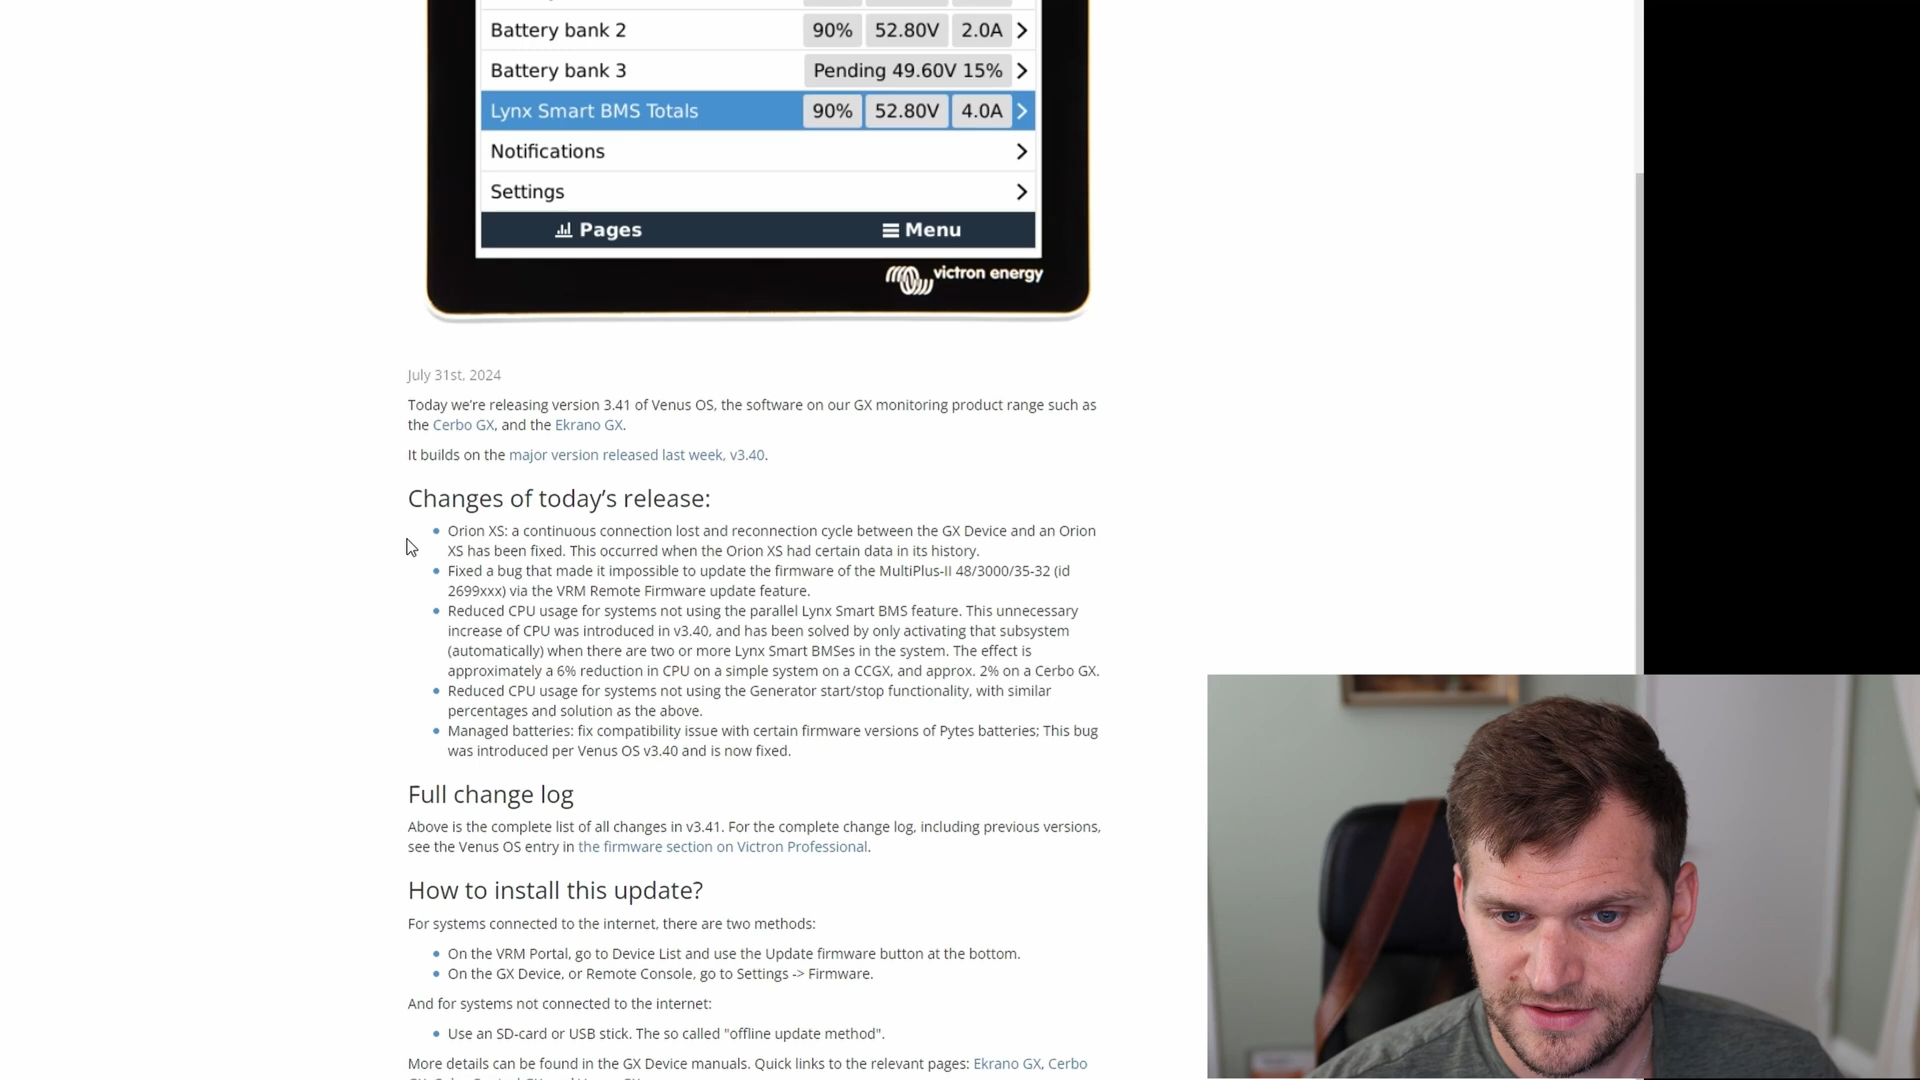 Battery bank 2 90% 52.80V 2.0A
Battery bank 3 Pending 49.60V 15%
Lynx Smart BMS Totals 90% 52.80V 4.0A
Notifications
Settings
Pages Menu
victron energy
July 31st, 2024
Today we're releasing version 3.41 of Venus OS, the software on our GX monitoring product range such as
the Cerbo GX, and the Ekrano GX.
It builds on the major version released last week, v3.40.
Changes of today's release:
Orion XS: a continuous connection lost and reconnection cycle between the GX Device and an Orion
XS has been fixed. This occurred when the Orion XS had certain data in its history.
Fixed a bug that made it impossible to update the firmware of the MultiPlus-II 48/3000/35-32 (id
2699xxx) via the VRM Remote Firmware update feature.
Reduced CPU usage for systems not using the parallel Lynx Smart BMS feature. This unnecessary
increase of CPU was introduced in v3.40, and has been solved by only activating that subsystem
(automatically) when there are two or more Lynx Smart BMSes in the system. The effect is
approximately a 6% reduction in CPU on a simple system on a CCGX, and approx. 2% on a Cerbo GX.
Reduced CPU usage for systems not using the Generator start/stop functionality, with similar
percentages and solution as the above.
Managed batteries: fix compatibility issue with certain firmware versions of Pytes batteries; This bug
was introduced per Venus OS v3.40 and is now fixed.
Full change log
Above is the complete list of all changes in v3.41. For the complete change log, including previous versions,
see the Venus OS entry in the firmware section on Victron Professional.
How to install this update?
For systems connected to the internet, there are two methods:
On the VRM Portal, go to Device List and use the Update firmware button at the bottom.
On the GX Device, or Remote Console, go to Settings -> Firmware.
And for systems not connected to the internet:
Use an SD-card or USB stick. The so called "offline update method".
More details can be found in the GX Device manuals. Quick links to the relevant pages: Ekrano GX, Cerbo